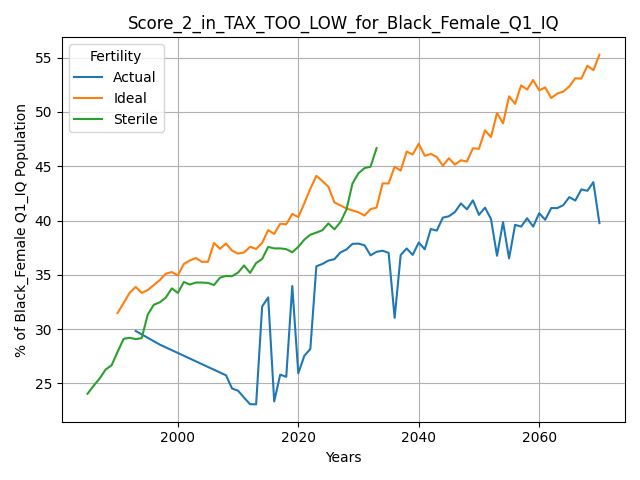 Score_2_in_TAX_TOO_LOW_for_Black_Female_Q1_IQ
% of Black_Female Q1_IQ Population
55
50
45
40
35
30
25
Fertility
Actual
Ideal
Sterile
2000 2020 2040 2060
Years